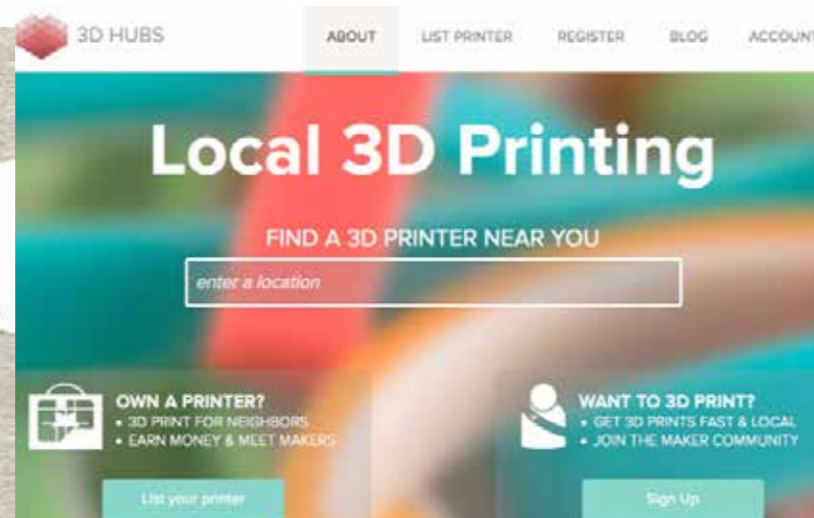 3D HUBS
ABOUT
LIST PRINTER
REGISTER
BLOG
ACCOUNT
Local 3D Printing
FIND A 3D PRINTER NEAR YOU
enter a location
OWN A PRINTER?
• 3D PRINT FOR NEIGHBORS
• EARN MONEY & MEET MAKERS
List your printer
WANT TO 3D PRINT?
• GET 3D PRINTS FAST & LOCAL
• JOIN THE MAKER COMMUNITY
Sign Up